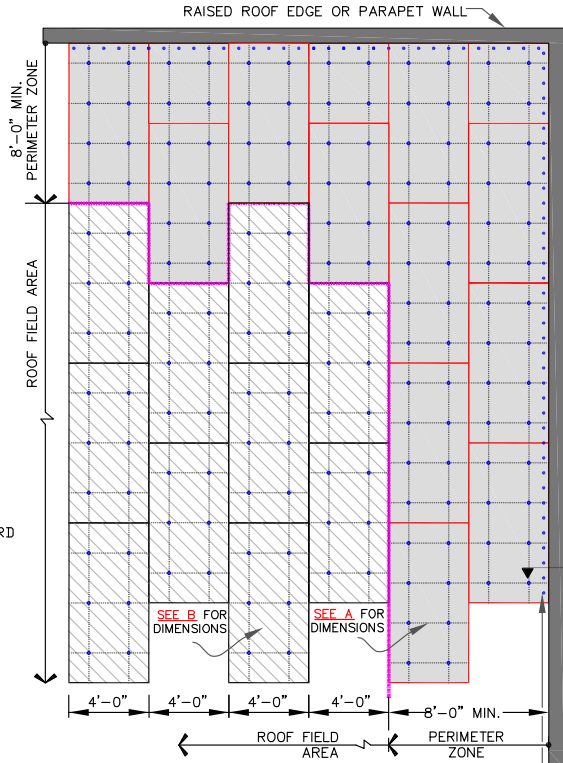 RAISED ROOF EDGE OR PARAPET WALL
8'-0" MIN.
PERIMETER ZONE
ROOF FIELD AREA
RD
SEE B FOR
DIMENSIONS
SEE A FOR
DIMENSIONS
4'-0"
4'-0"
4'-0"
4'-0"
8'-0" MIN.
ROOF FIELD
AREA
PERIMETER
ZONE